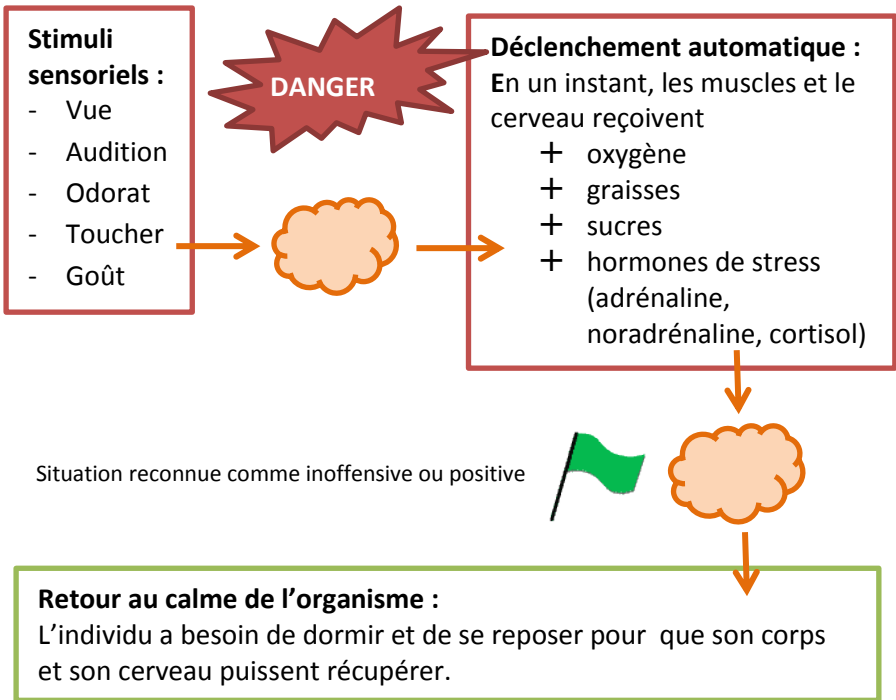 Stimuli
sensoriels :
- Vue
- Audition
- Odorat
- Toucher
- Goût
DANGER
Déclenchement automatique :
En un instant, les muscles et le
cerveau reçoivent
+ oxygène
+ graisses
+ sucres
+ hormones de stress
(adrénaline,
noradrénaline, cortisol)
Situation reconnue comme inoffensive ou positive
Retour au calme de l’organisme :
L’individu a besoin de dormir et de se reposer pour que son corps
et son cerveau puissent récupérer.